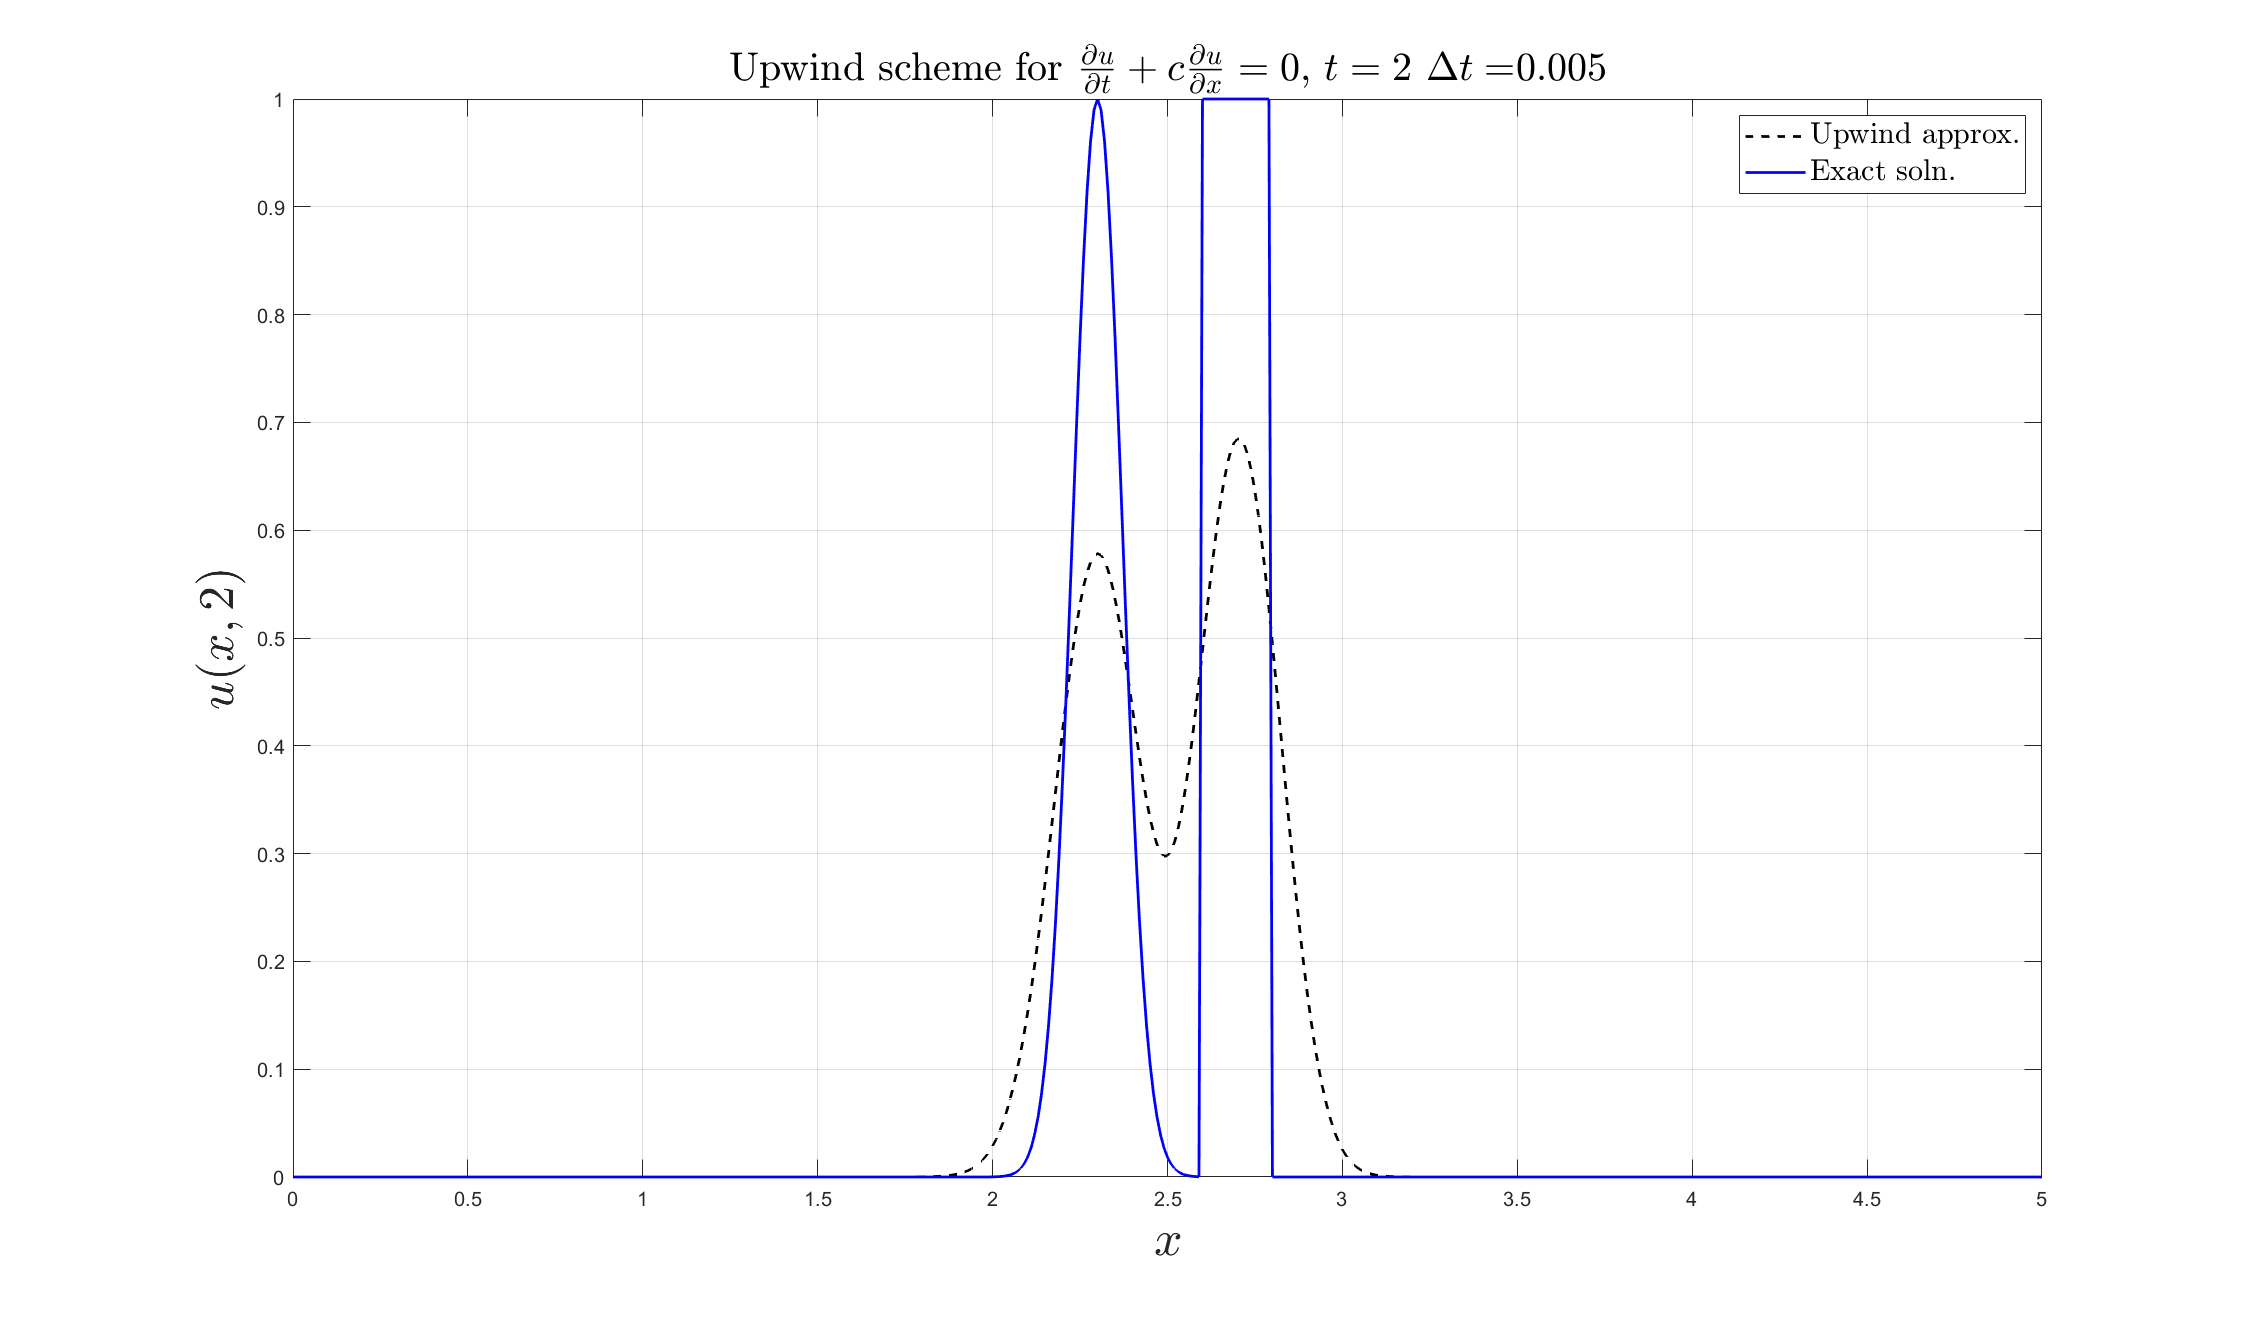 Upwind scheme for ∂u/∂t + c ∂u/∂x = 0, t = 2 Δt =0.005
Upwind approx.
Exact soln.
1
0.9
0.8
0.7
0.6
0.5
0.4
0.3
0.2
0.1
0
u(x, 2)
0 0.5 1 1.5 2 2.5 3 3.5 4 4.5 5
x